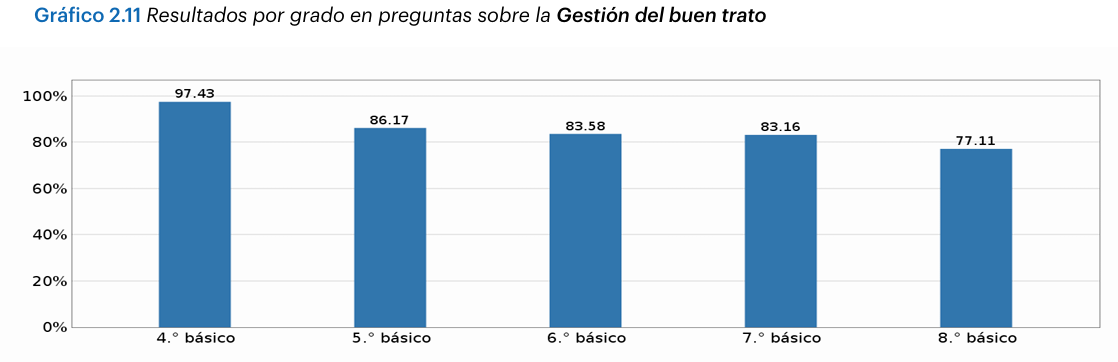 Gráfico 2.11 Resultados por grado en preguntas sobre la Gestión del buen trato
100%
80%
60%
40%
20%
0%
97.43
86.17
83.58
83.16
77.11
4.° básico
5.° básico
6.° básico
7.° básico
8.° básico